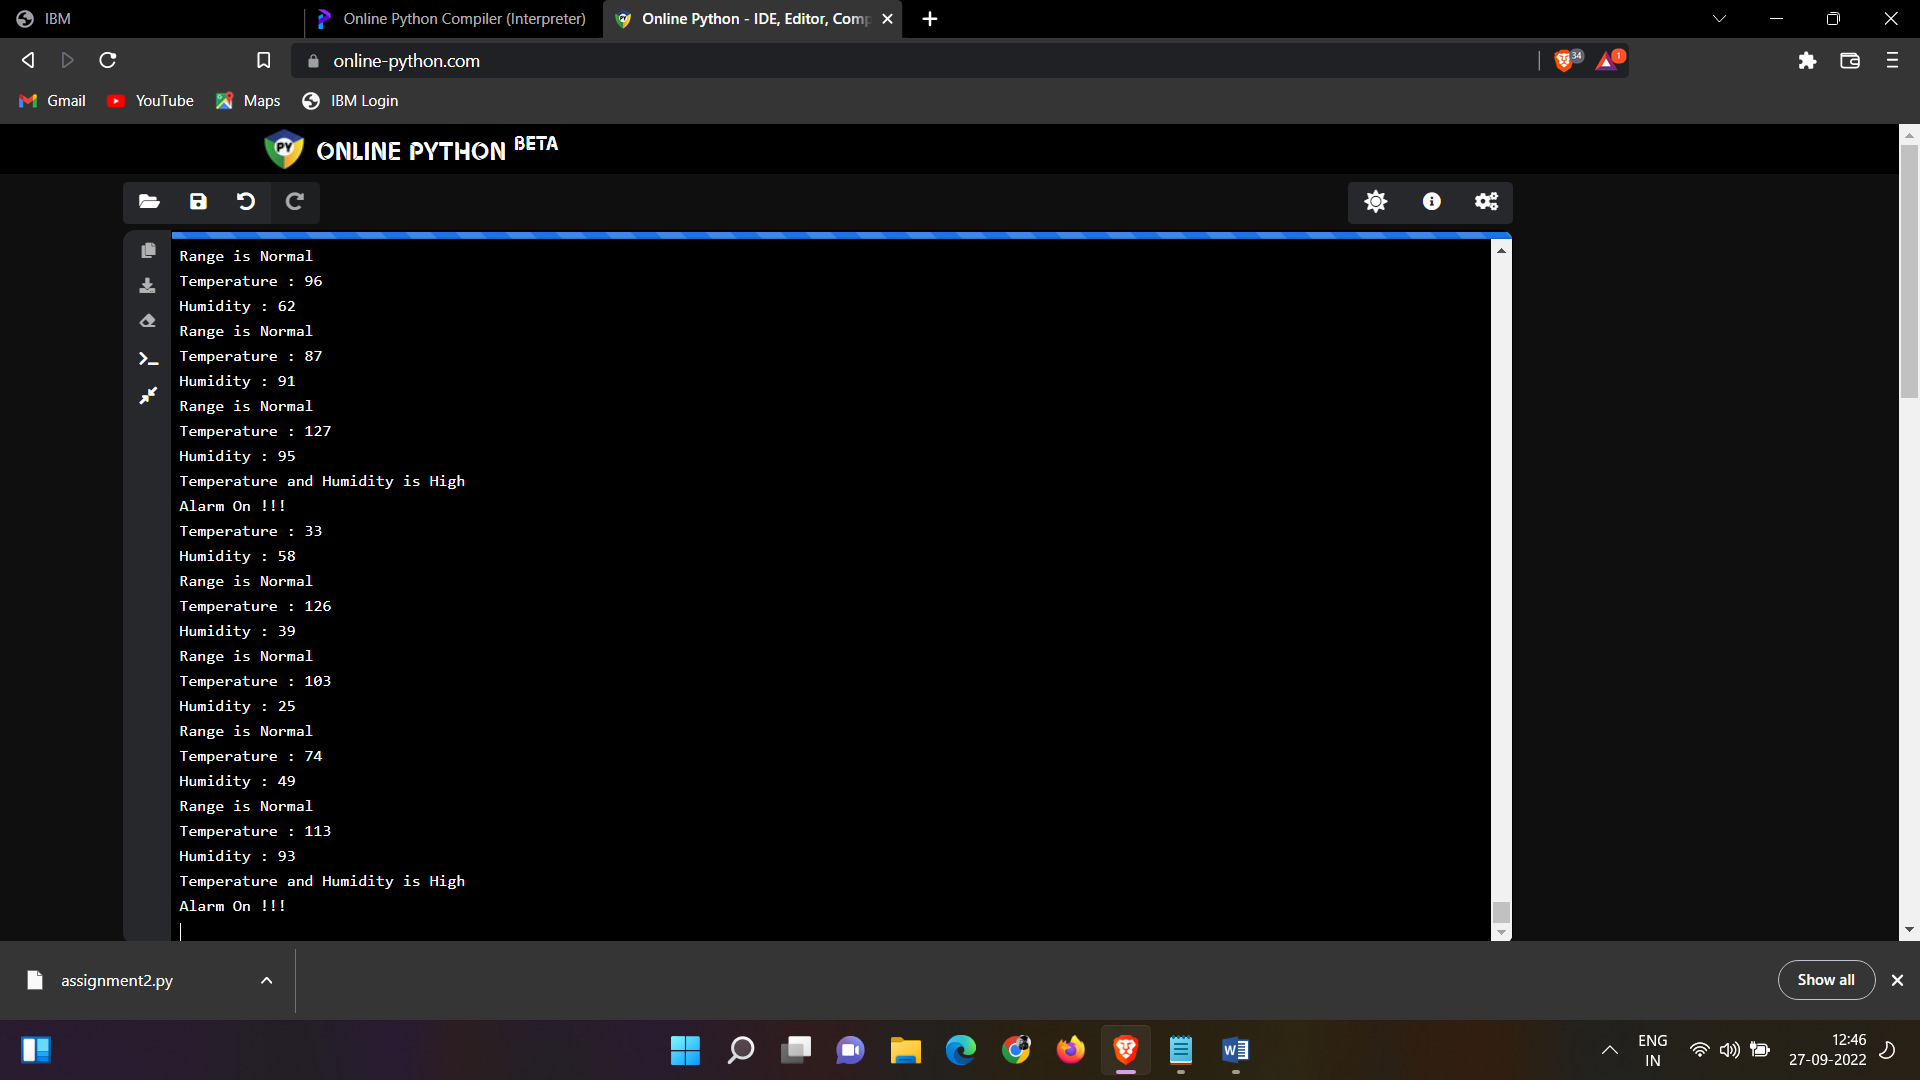 IBM
Online Python Compiler (Interpreter)
Online Python - IDE, Editor, Comp
online-python.com
34
1
Gmail
YouTube
Maps
IBM Login
PY
ONLINE PYTHON BETA
Range is Normal
Temperature : 96
Humidity : 62
Range is Normal
Temperature : 87
Humidity : 91
Range is Normal
Temperature : 127
Humidity : 95
Temperature and Humidity is High
Alarm On !!!
Temperature : 33
Humidity : 58
Range is Normal
Temperature : 126
Humidity : 39
Range is Normal
Temperature : 103
Humidity : 25
Range is Normal
Temperature : 74
Humidity : 49
Range is Normal
Temperature : 113
Humidity : 93
Temperature and Humidity is High
Alarm On !!!
assignment2.py
Show all
ENG
IN
12:46
27-09-2022